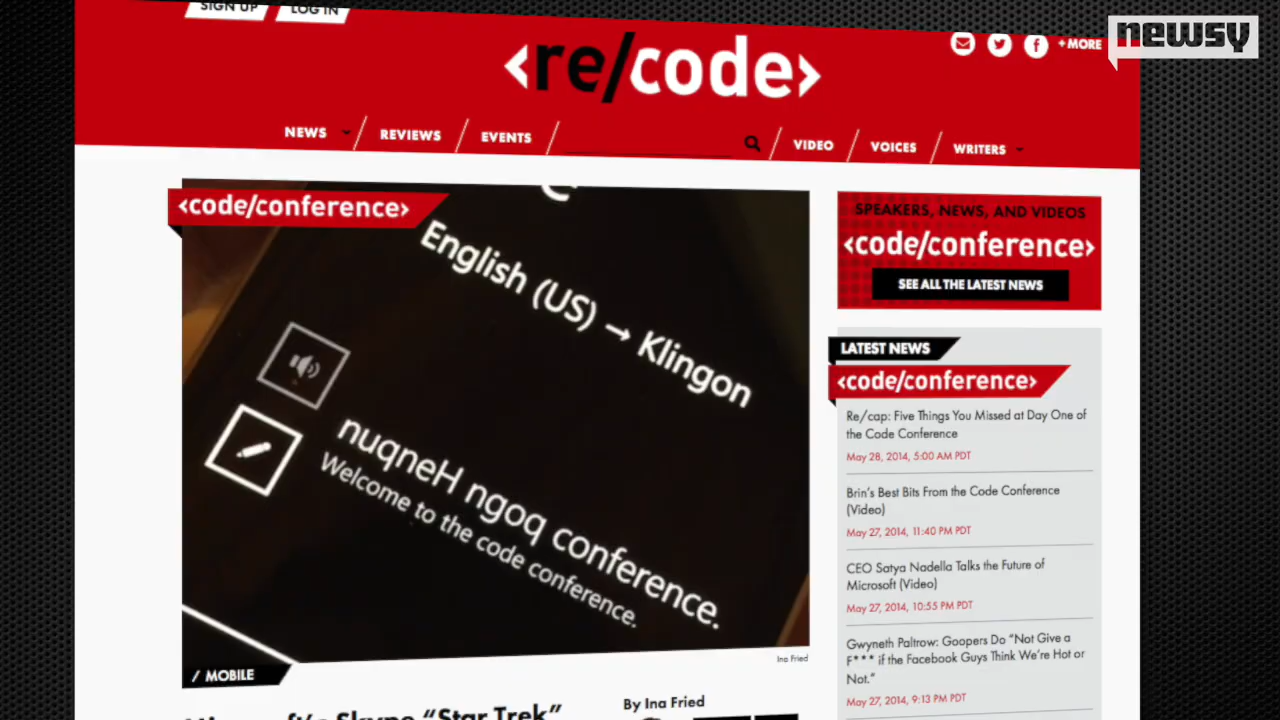 SIGN UP
LOG IN
newsy
<re/code>
+MORE
NEWS
REVIEWS
EVENTS
VIDEO
VOICES
WRITERS
<code/conference>
English (US) → Klingon
nuqneH ngoq conference.
Welcome to the code conference.
Ina Fried
/ MOBILE
Skype "Star Trek"
By Ina Fried
SPEAKERS, NEWS, AND VIDEOS
<code/conference>
SEE ALL THE LATEST NEWS
LATEST NEWS
<code/conference>
Re/cap: Five Things You Missed at Day One of
the Code Conference
May 28, 2014, 5:00 AM PDT
Brin's Best Bits From the Code Conference
(Video)
May 27, 2014, 11:40 PM PDT
CEO Satya Nadella Talks the Future of
Microsoft (Video)
May 27, 2014, 10:55 PM PDT
Gwyneth Paltrow: Goopers Do "Not Give a
F*** if the Facebook Guys Think We're Hot or
Not."
May 27, 2014, 9:13 PM PDT